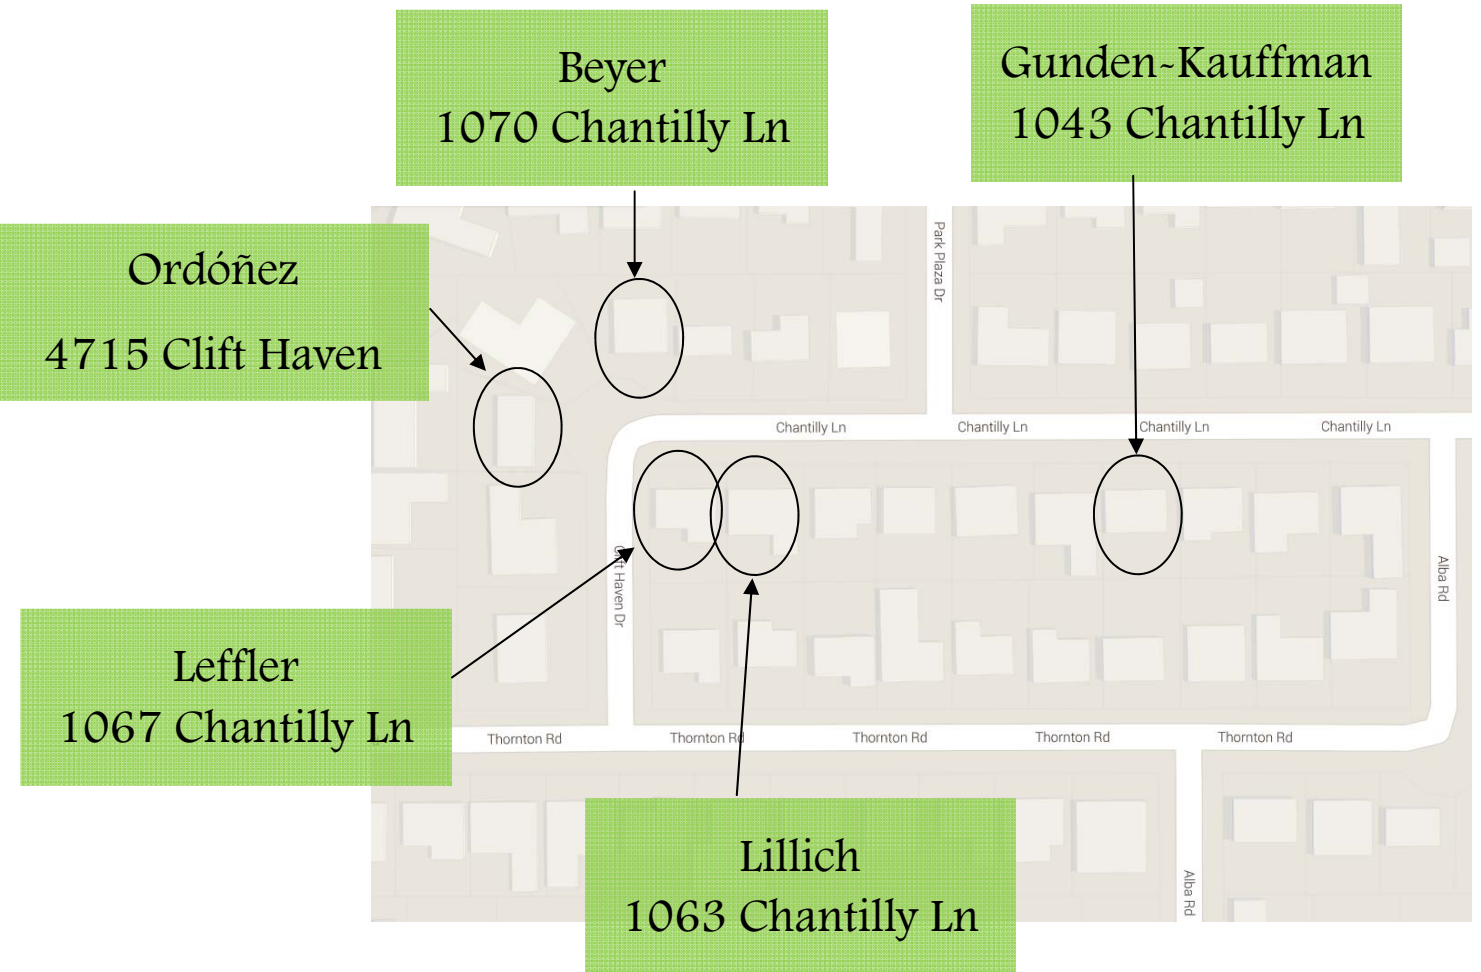 Beyer
1070 Chantilly Ln
Gunden-Kauffman
1043 Chantilly Ln
Ordóñez
4715 Clift Haven
Park Plaza Dr
Chantilly Ln
Chantilly Ln
Chantilly Ln
Chantilly Ln
Clift Haven Dr
Alba Rd
Leffler
1067 Chantilly Ln
Thornton Rd
Thornton Rd
Thornton Rd
Thornton Rd
Thornton Rd
Lillich
1063 Chantilly Ln
Alba Rd